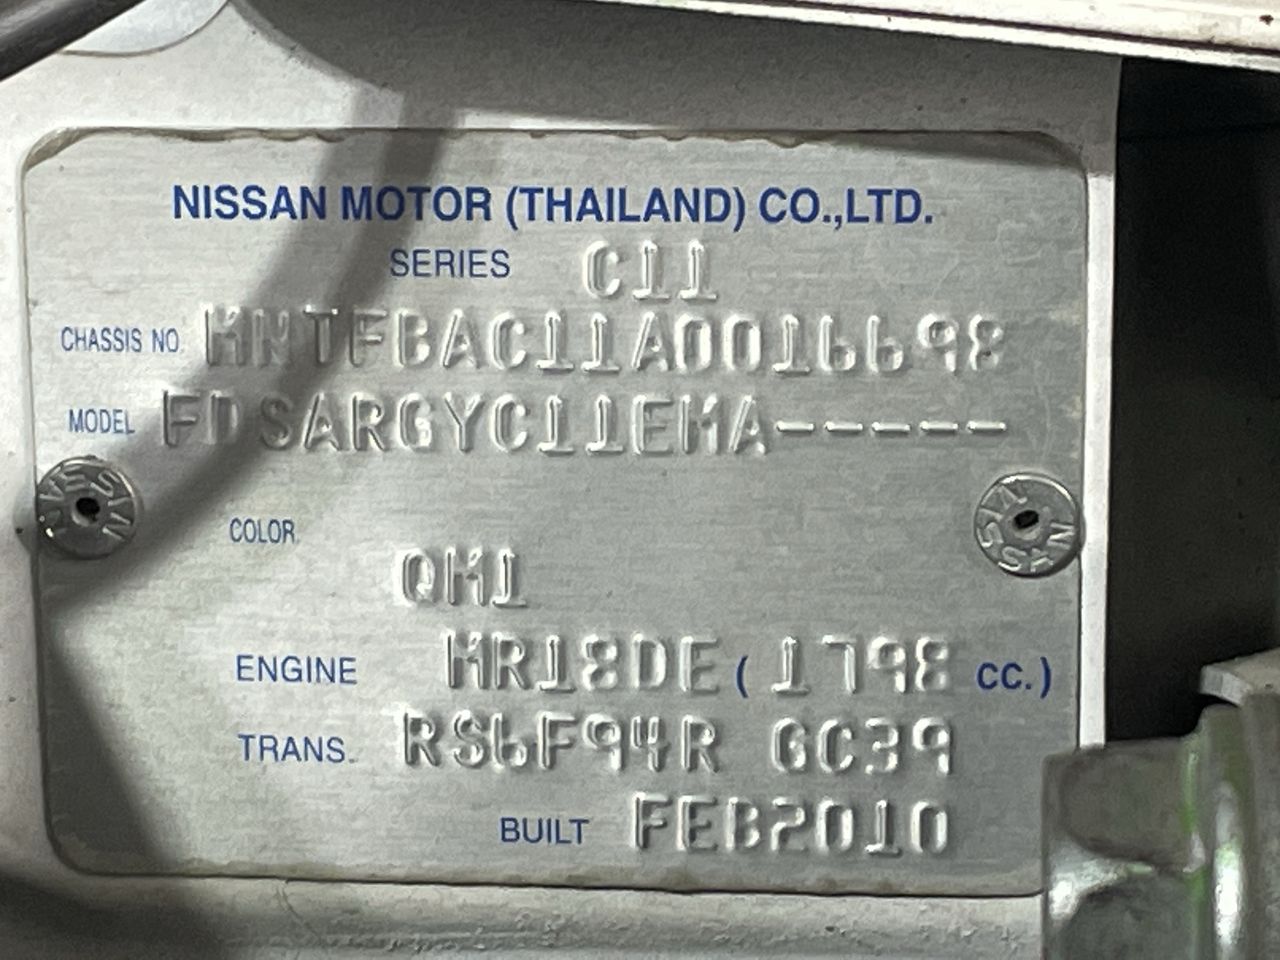 NISSAN MOTOR (THAILAND) CO.,LTD.
SERIES C11
CHASSIS NO. MNTFBAC11A0016698
MODEL FDSARGYC11EMA-----
COLOR
QM1
ENGINE MR18DE ( 1798 CC.)
TRANS. RS6F94R GC39
BUILT FEB2010